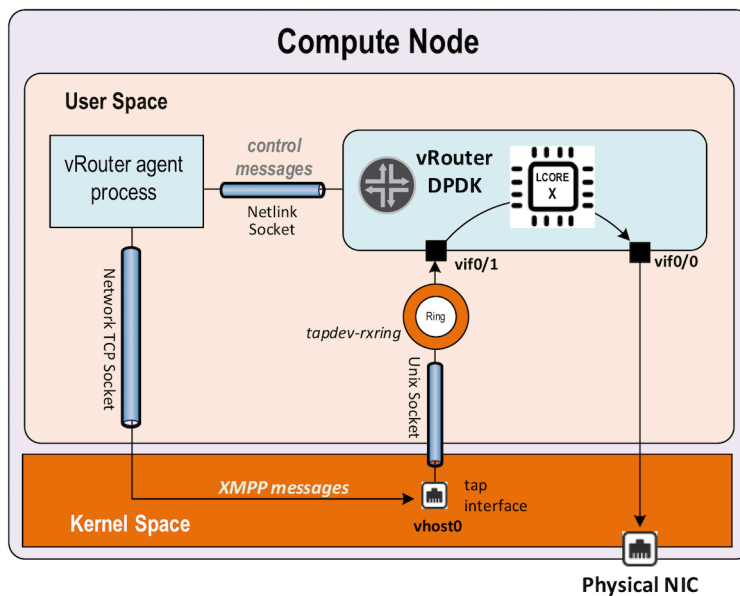 Compute Node
User Space
vRouter agent
process
control
messages
Netlink
Socket
vRouter
DPDK
LCORE
X
vif0/1
vif0/0
Network TCP Socket
Ring
tapdev-rxring
Unix Socket
XMPP messages
tap
interface
vhost0
Kernel Space
Physical NIC